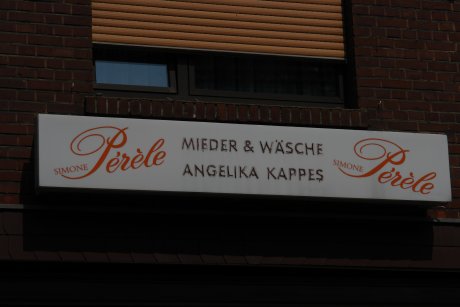 SIMONE Pérèle
MIEDER & WÄSCHE
ANGELIKA KAPPES
SIMONE Pérèle